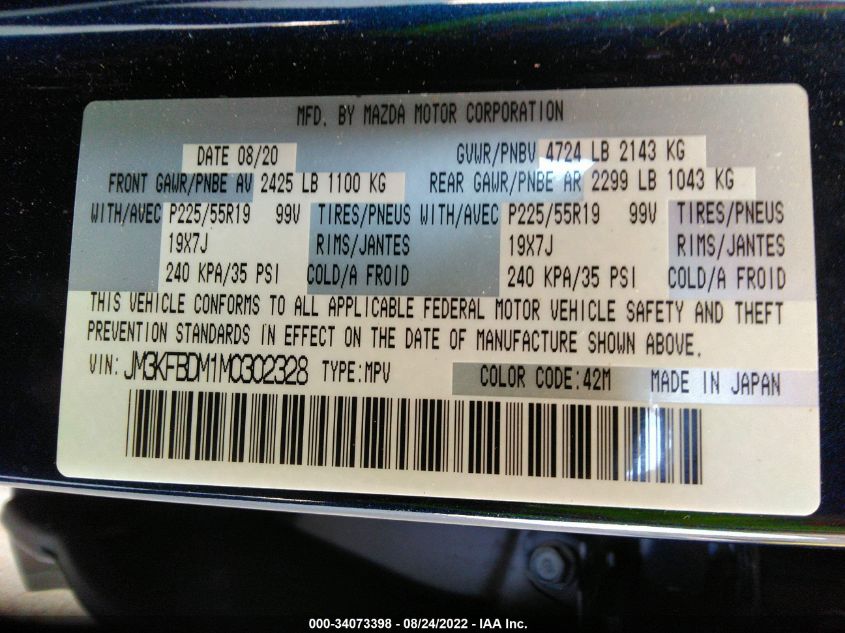 MFD. BY MAZDA MOTOR CORPORATION
DATE 08/20 GVWR/PNBV 4724 LB 2143 KG
FRONT GAWR/PNBE AV 2425 LB 1100 KG REAR GAWR/PNBE AR 2299 LB 1043 KG
WITH/AVEC P225/55R19 99V TIRES/PNEUS WITH/AVEC P225/55R19 99V TIRES/PNEUS
19X7J RIMS/JANTES 19X7J RIMS/JANTES
240 KPA/35 PSI COLD/A FROID 240 KPA/35 PSI COLD/A FROID
THIS VEHICLE CONFORMS TO ALL APPLICABLE FEDERAL MOTOR VEHICLE SAFETY AND THEFT
PREVENTION STANDARDS IN EFFECT ON THE DATE OF MANUFACTURE SHOWN ABOVE.
VIN: JM3KFBDM1M0302328 TYPE:MPV COLOR CODE:42M MADE IN JAPAN
000-34073398 - 08/24/2022 - IAA Inc.